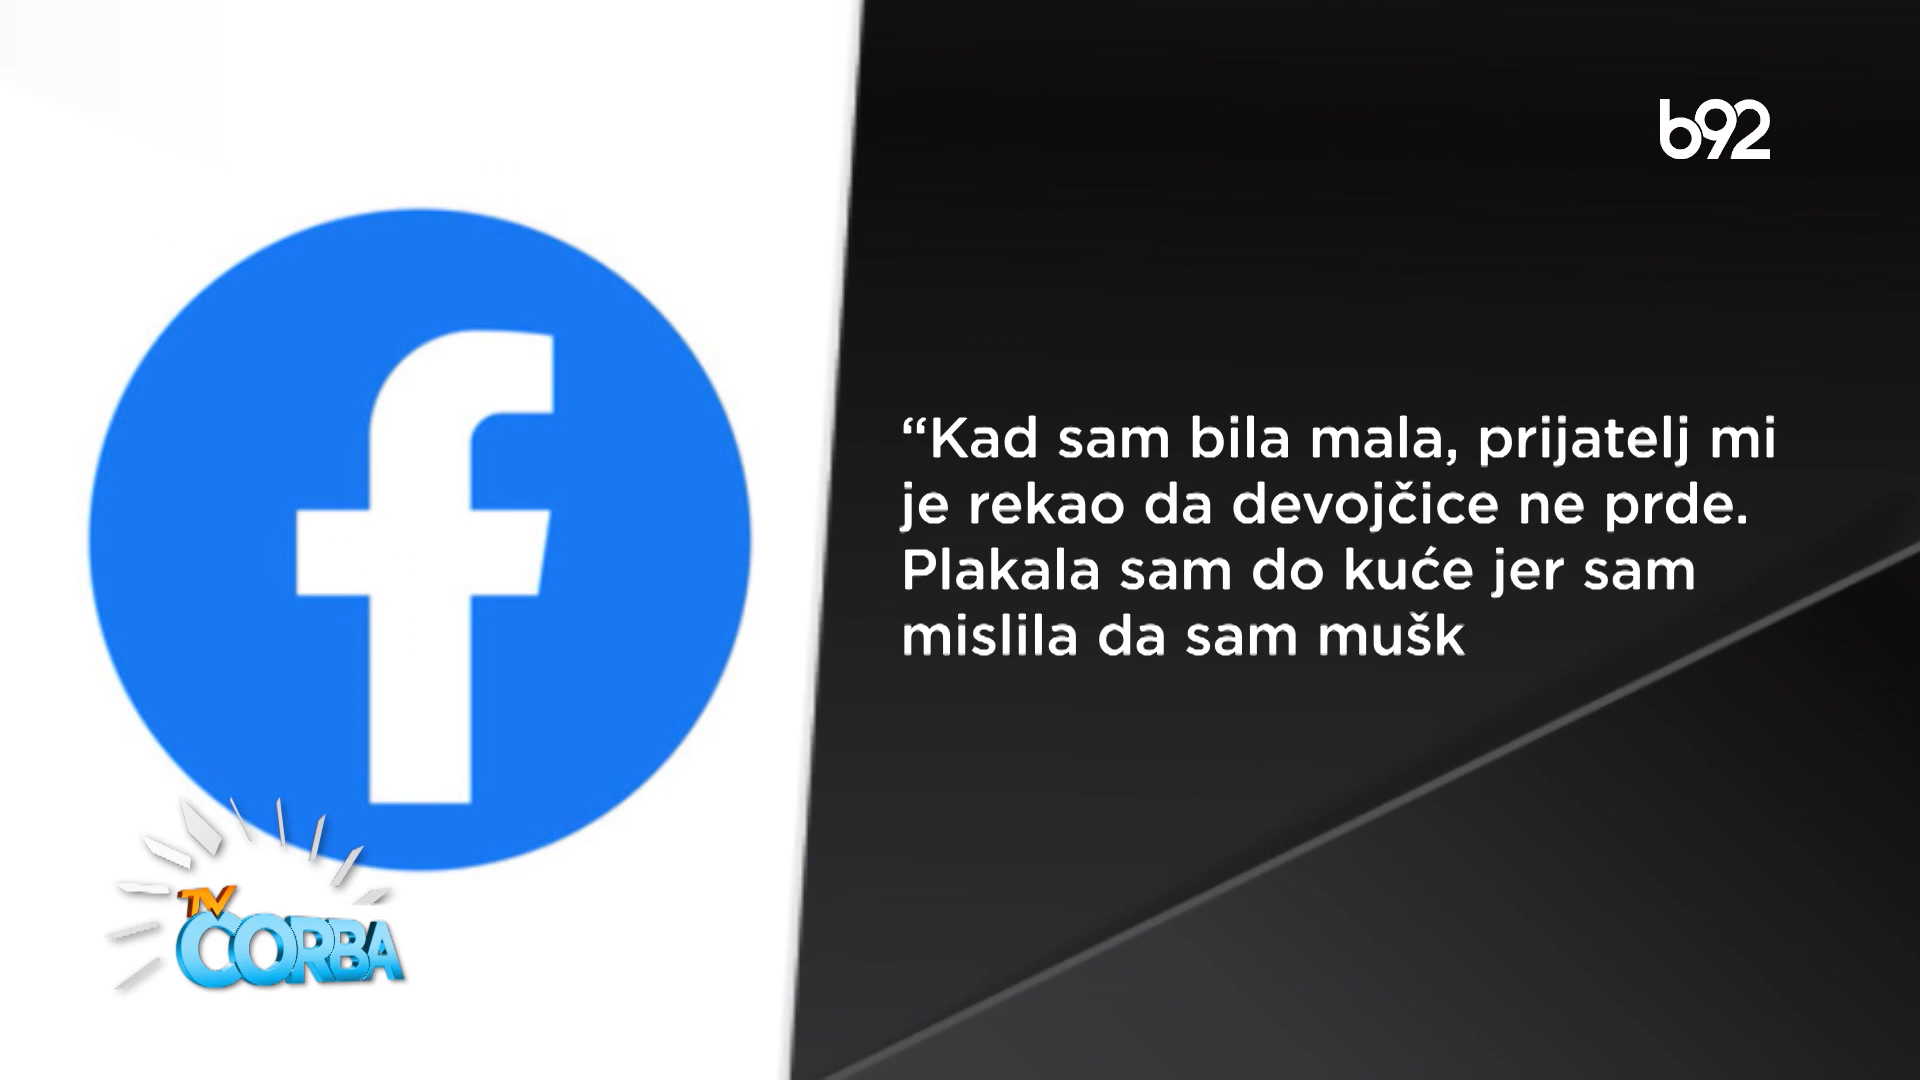 b92
“Kad sam bila mala, prijatelj mi
je rekao da devojčice ne prde.
Plakala sam do kuće jer sam
mislila da sam mušk
TV
ČORBA